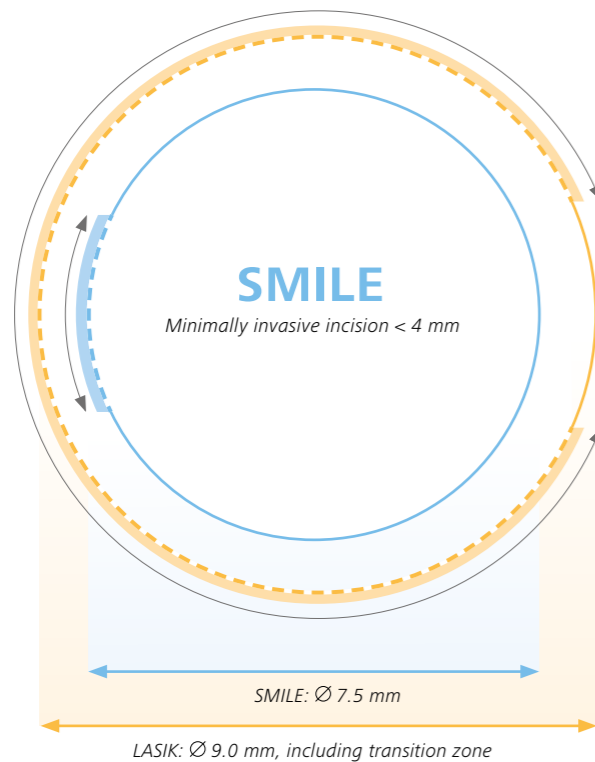 SMILE
Minimally invasive incision < 4 mm
SMILE: ∅ 7.5 mm
LASIK: ∅ 9.0 mm, including transition zone